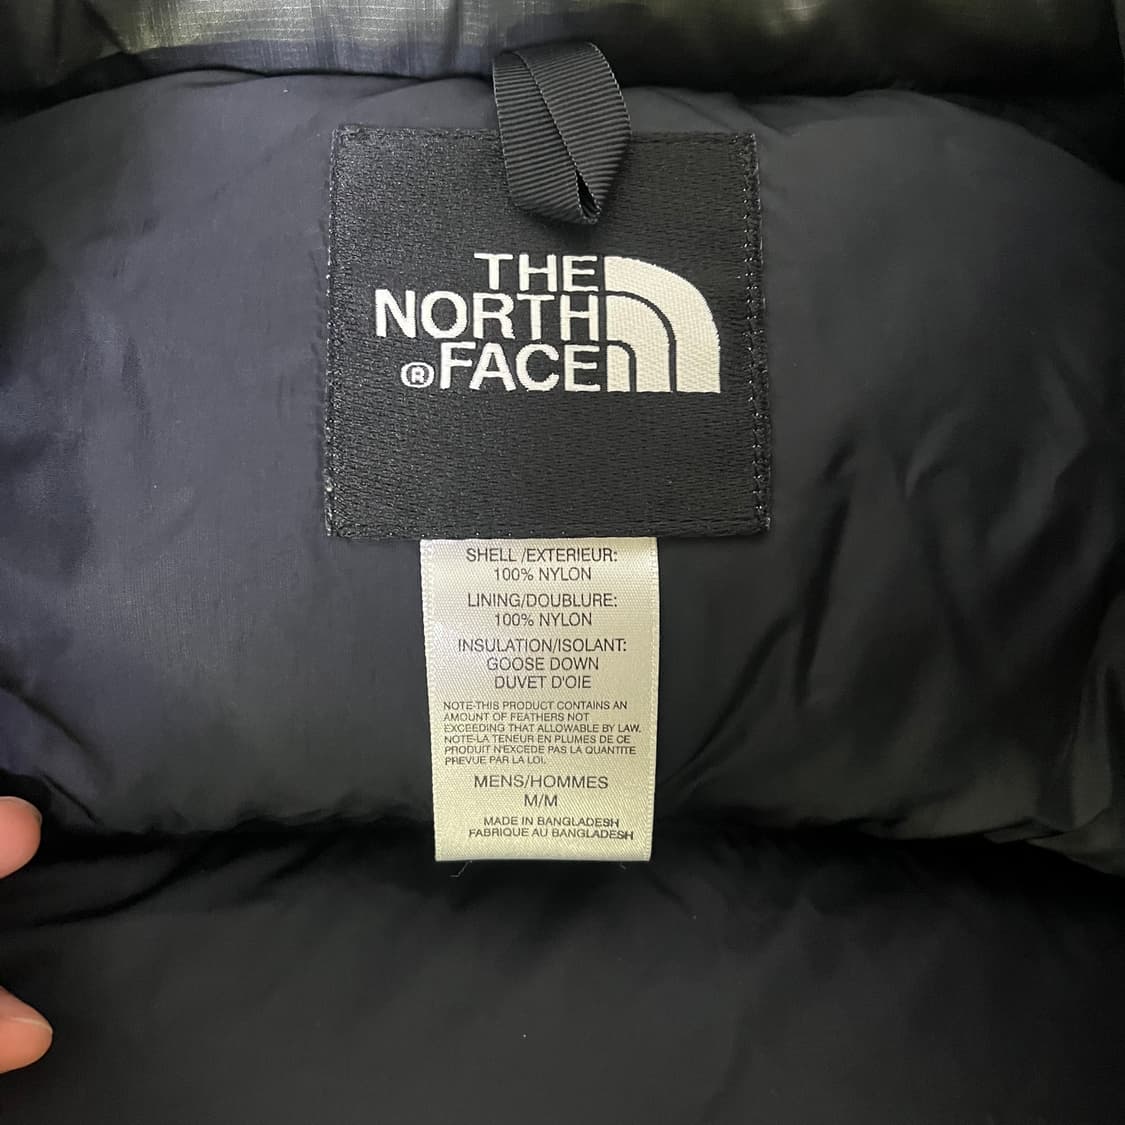 THE
NORTH
®FACE
SHELL /EXTERIEUR:
100% NYLON
LINING/DOUBLURE:
100% NYLON
INSULATION/ISOLANT:
GOOSE DOWN
DUVET D'OIE
NOTE-THIS PRODUCT CONTAINS AN
AMOUNT OF FEATHERS NOT
EXCEEDING THAT ALLOWABLE BY LAW.
NOTE-LA TENEUR EN PLUMES DE CE
PRODUIT N'EXCEDE PAS LA QUANTITE
PREVUE PAR LA LOI.
MENS/HOMMES
M/M
MADE IN BANGLADESH
FABRIQUE AU BANGLADESH